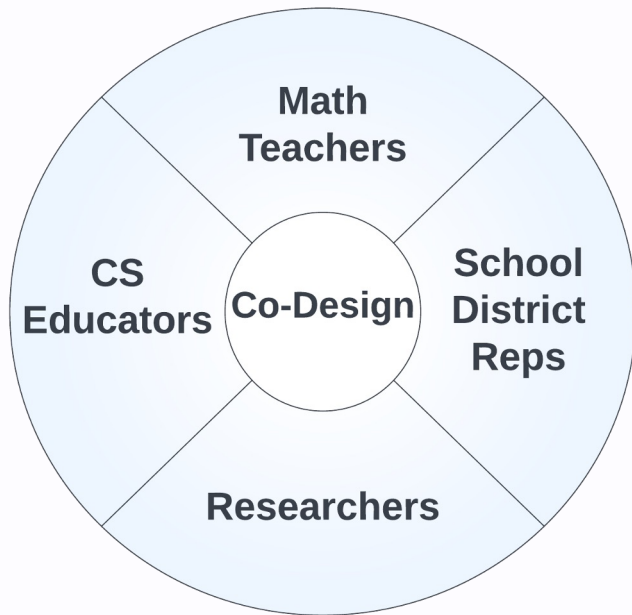 Math
Teachers
CS
Educators
Co-Design
School
District
Reps
Researchers